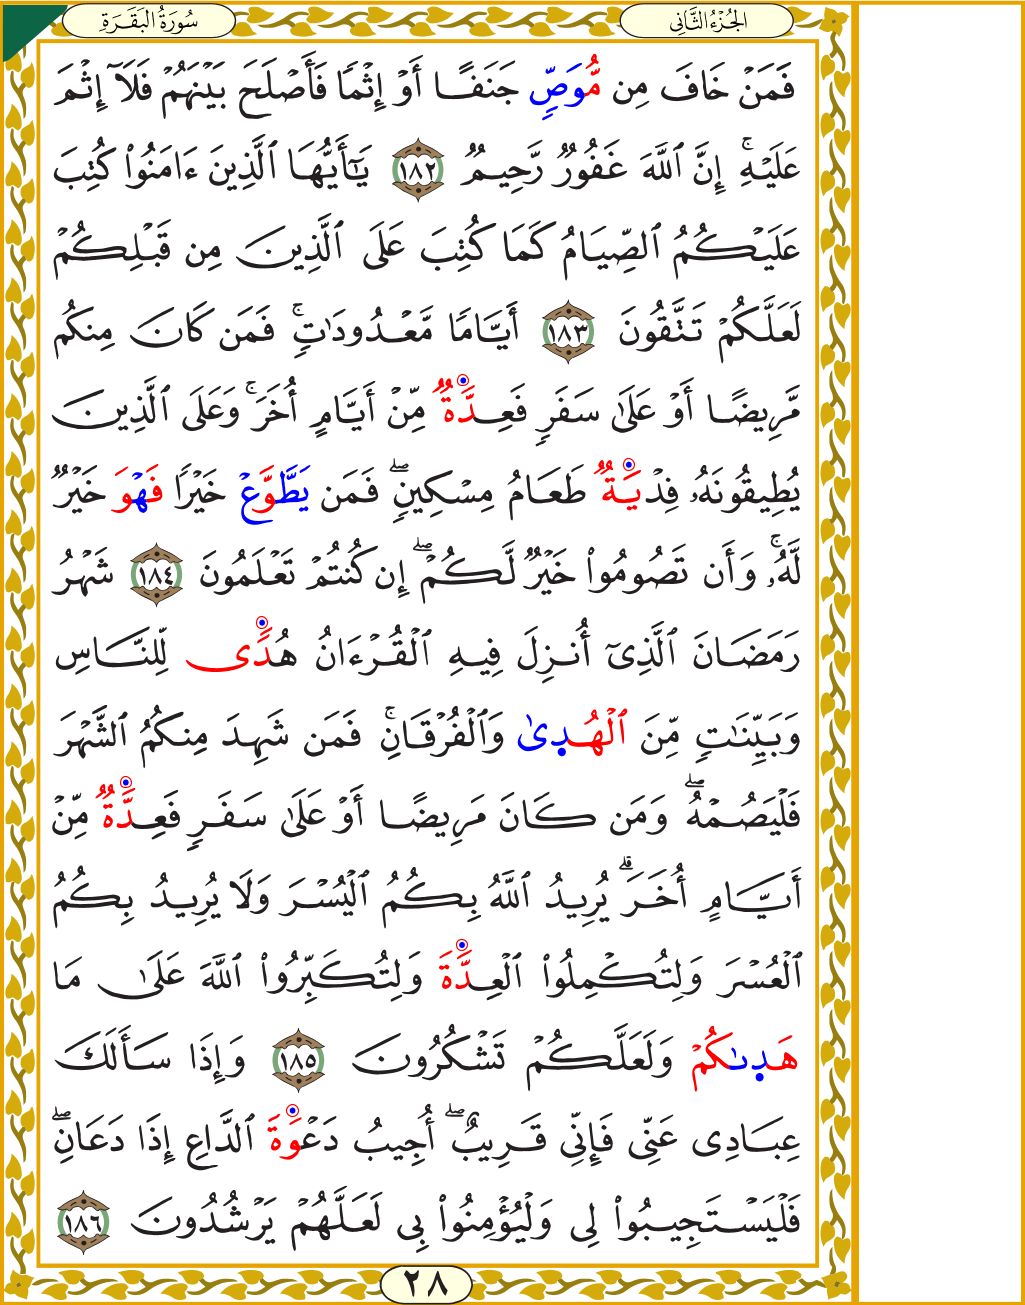 سُورَةُ البَقَرَةِ
الجُزْءُ الثَّانِي
فَمَنْ خَافَ مِن مُّوَصٍّ جَنَفًا أَوْ إِثْمًا فَأَصْلَحَ بَيْنَهُمْ فَلَآ إِثْمَ
عَلَيْهِۚ إِنَّ ٱللَّهَ غَفُورٌ رَّحِيمٌ ١٨٢ يَٰٓأَيُّهَا ٱلَّذِينَ ءَامَنُوا۟ كُتِبَ
عَلَيْكُمُ ٱلصِّيَامُ كَمَا كُتِبَ عَلَى ٱلَّذِينَ مِن قَبْلِكُمْ
لَعَلَّكُمْ تَتَّقُونَ ١٨٣ أَيَّامًا مَّعْدُودَٰتٍۚ فَمَن كَانَ مِنكُم
مَّرِيضًا أَوْ عَلَىٰ سَفَرٍ فَعِدَّةٌ مِّنْ أَيَّامٍ أُخَرَۚ وَعَلَى ٱلَّذِينَ
يُطِيقُونَهُۥ فِدْيَةٌ طَعَامُ مِسْكِينٍۖ فَمَن يَطَّوَّعْ خَيْرًا فَهْوَ خَيْرٌ
لَّهُۥۚ وَأَن تَصُومُوا۟ خَيْرٌ لَّكُمْۖ إِن كُنتُمْ تَعْلَمُونَ ١٨٤ شَهْرُ
رَمَضَانَ ٱلَّذِىٓ أُنزِلَ فِيهِ ٱلْقُرْءَانُ هُدًى لِّلنَّاسِ
وَبَيِّنَٰتٍ مِّنَ ٱلْهُدِىٰ وَٱلْفُرْقَانِۚ فَمَن شَهِدَ مِنكُمُ ٱلشَّهْرَ
فَلْيَصُمْهُۖ وَمَن كَانَ مَرِيضًا أَوْ عَلَىٰ سَفَرٍ فَعِدَّةٌ مِّنْ
أَيَّامٍ أُخَرَۗ يُرِيدُ ٱللَّهُ بِكُمُ ٱلْيُسْرَ وَلَا يُرِيدُ بِكُمُ
ٱلْعُسْرَ وَلِتُكْمِلُوا۟ ٱلْعِدَّةَ وَلِتُكَبِّرُوا۟ ٱللَّهَ عَلَىٰ مَا
هَدِىٰكُمْ وَلَعَلَّكُمْ تَشْكُرُونَ ١٨٥ وَإِذَا سَأَلَكَ
عِبَادِى عَنِّى فَإِنِّى قَرِيبٌۖ أُجِيبُ دَعْوَةَ ٱلدَّاعِ إِذَا دَعَانِۖ
فَلْيَسْتَجِيبُوا۟ لِى وَلْيُؤْمِنُوا۟ بِى لَعَلَّهُمْ يَرْشُدُونَ ١٨٦
٢٨